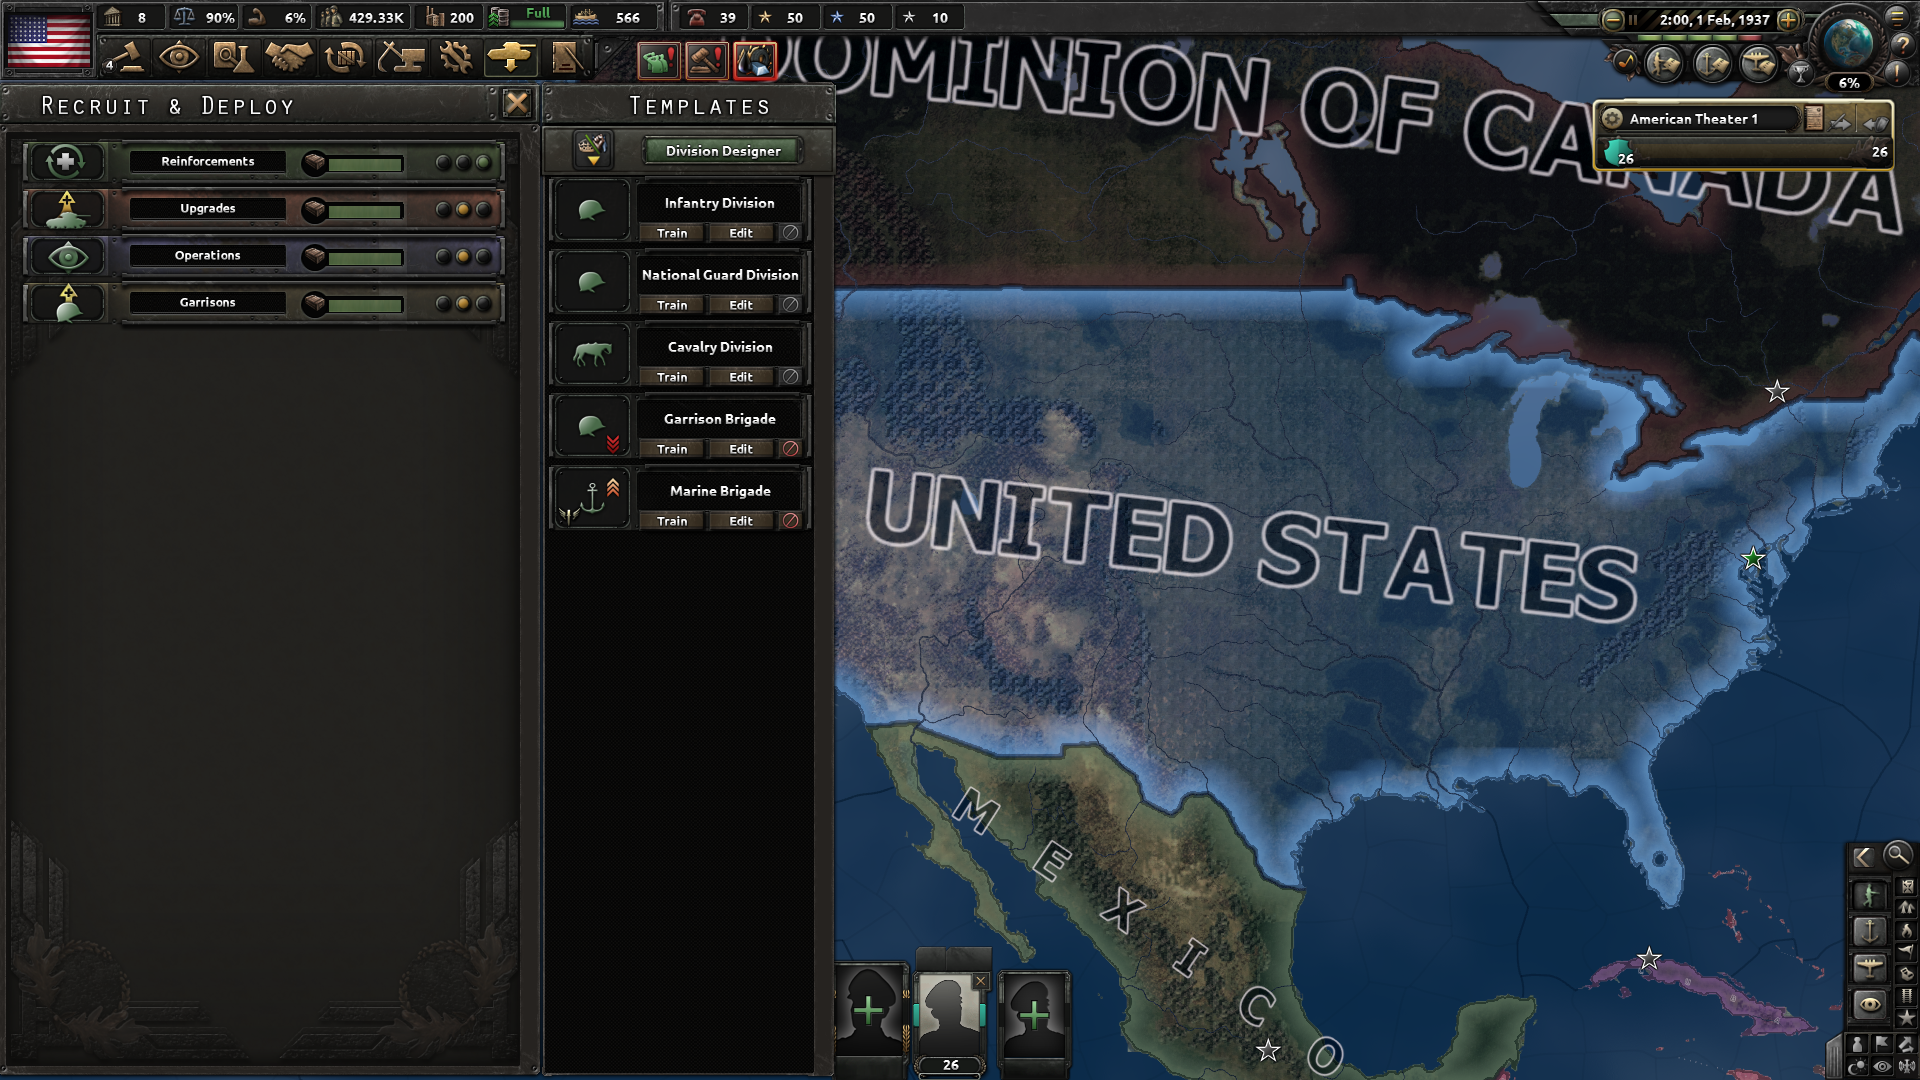 8 90% 6% 429.33K 200 Full 566 39 50 50 10
2:00, 1 Feb, 1937
4
6%
RECRUIT & DEPLOY
TEMPLATES
Division Designer
Reinforcements
Upgrades
Operations
Garrisons
Infantry Division
Train Edit
National Guard Division
Train Edit
Cavalry Division
Train Edit
Garrison Brigade
Train Edit
Marine Brigade
Train Edit
American Theater 1
26 26
DOMINION OF CANADA
UNITED STATES
MEXICO
26